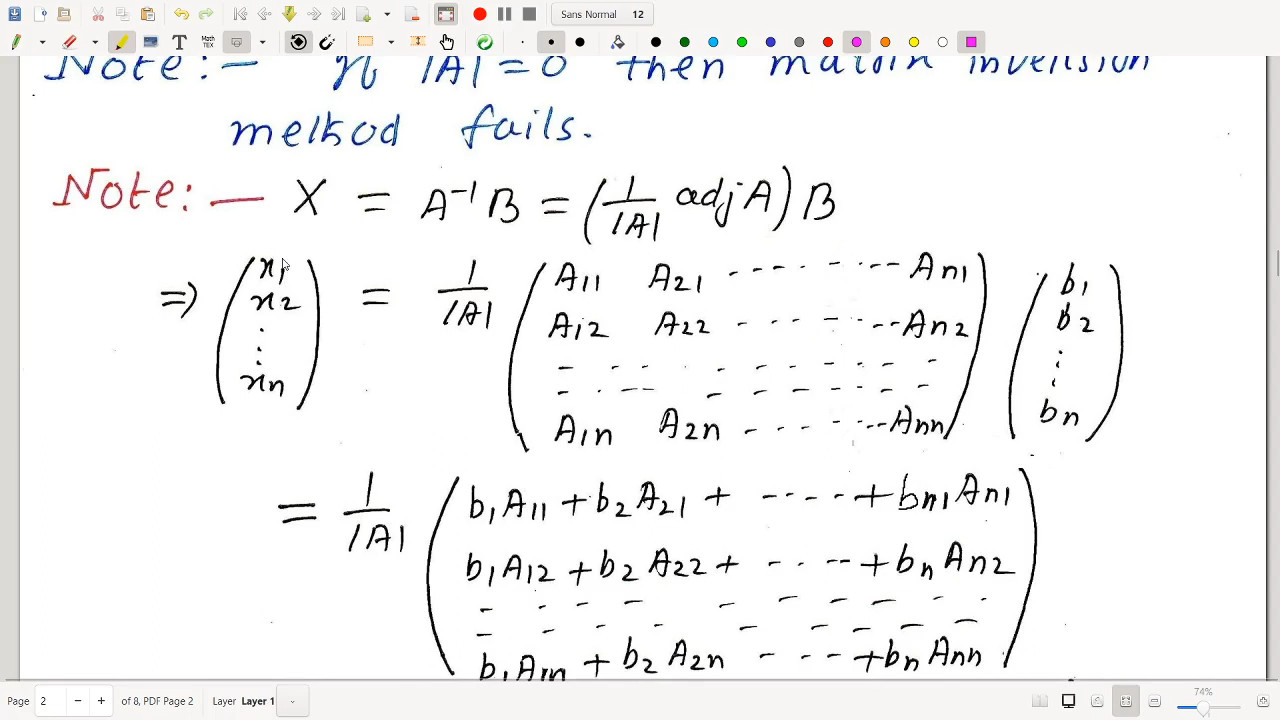 Sans Normal 12
Math TEX
Note:- If |A|=0 then matrix inversion
method fails.
Note:— X = A⁻¹B = (1/|A| adj A) B
⇒ (x1 = 1/|A| (A11 A21 -------- An1) (b1
x2 A12 A22 -------- An2 b2
⋮
xn) A1n A2n -------- Ann) bn)
= 1/|A| (b1A11 + b2A21 + ----- + bn1An1
b1A12 + b2A22 + ----- + bnAn2
b1A1n + b2A2n ----- + bnAnn)
Page 2 of 8, PDF Page 2 Layer Layer 1 74%